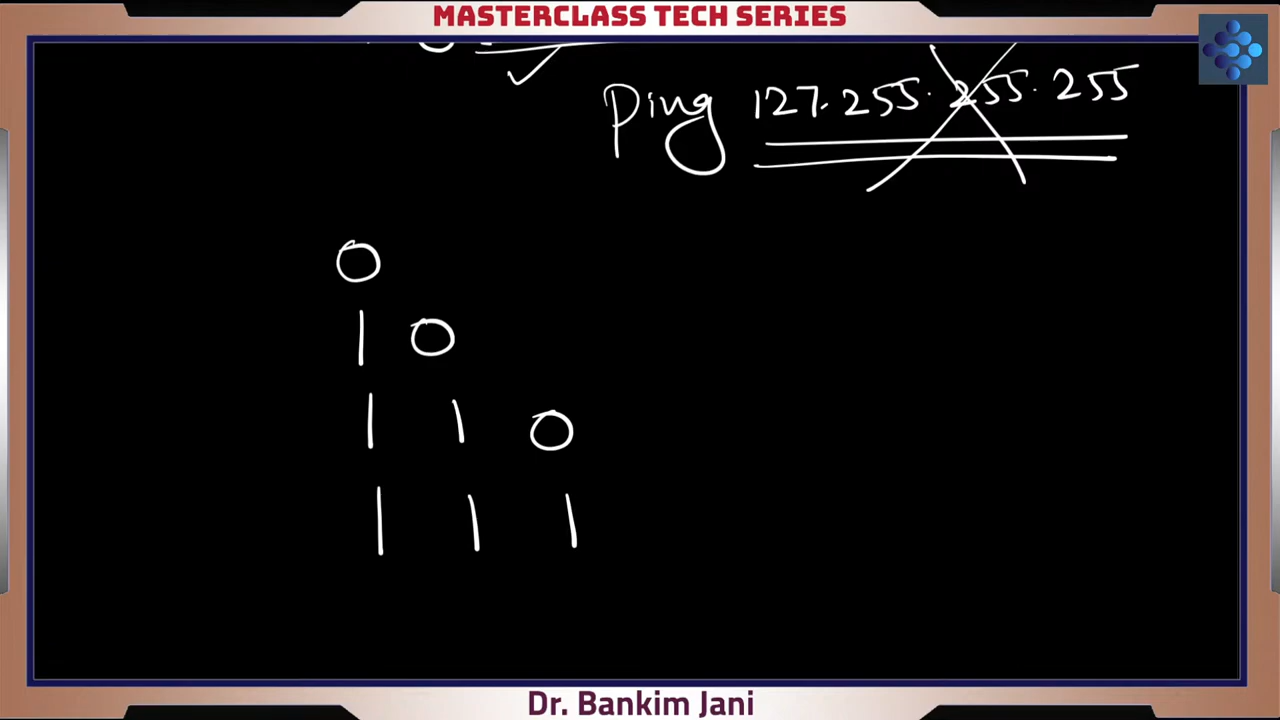 MASTERCLASS TECH SERIES
Ping 127.255.255.255
0
1 0
1 1 0
1 1 1
Dr. Bankim Jani